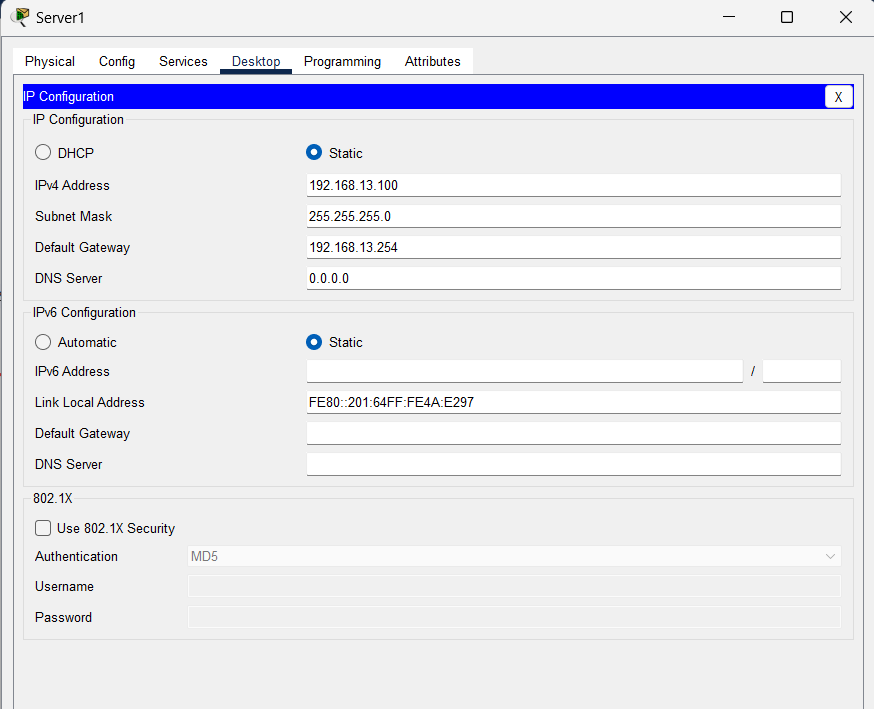 Server1
Physical Config Services Desktop Programming Attributes
IP Configuration X
IP Configuration
DHCP Static
IPv4 Address 192.168.13.100
Subnet Mask 255.255.255.0
Default Gateway 192.168.13.254
DNS Server 0.0.0.0
IPv6 Configuration
Automatic Static
IPv6 Address /
Link Local Address FE80::201:64FF:FE4A:E297
Default Gateway
DNS Server
802.1X
Use 802.1X Security
Authentication MD5
Username
Password